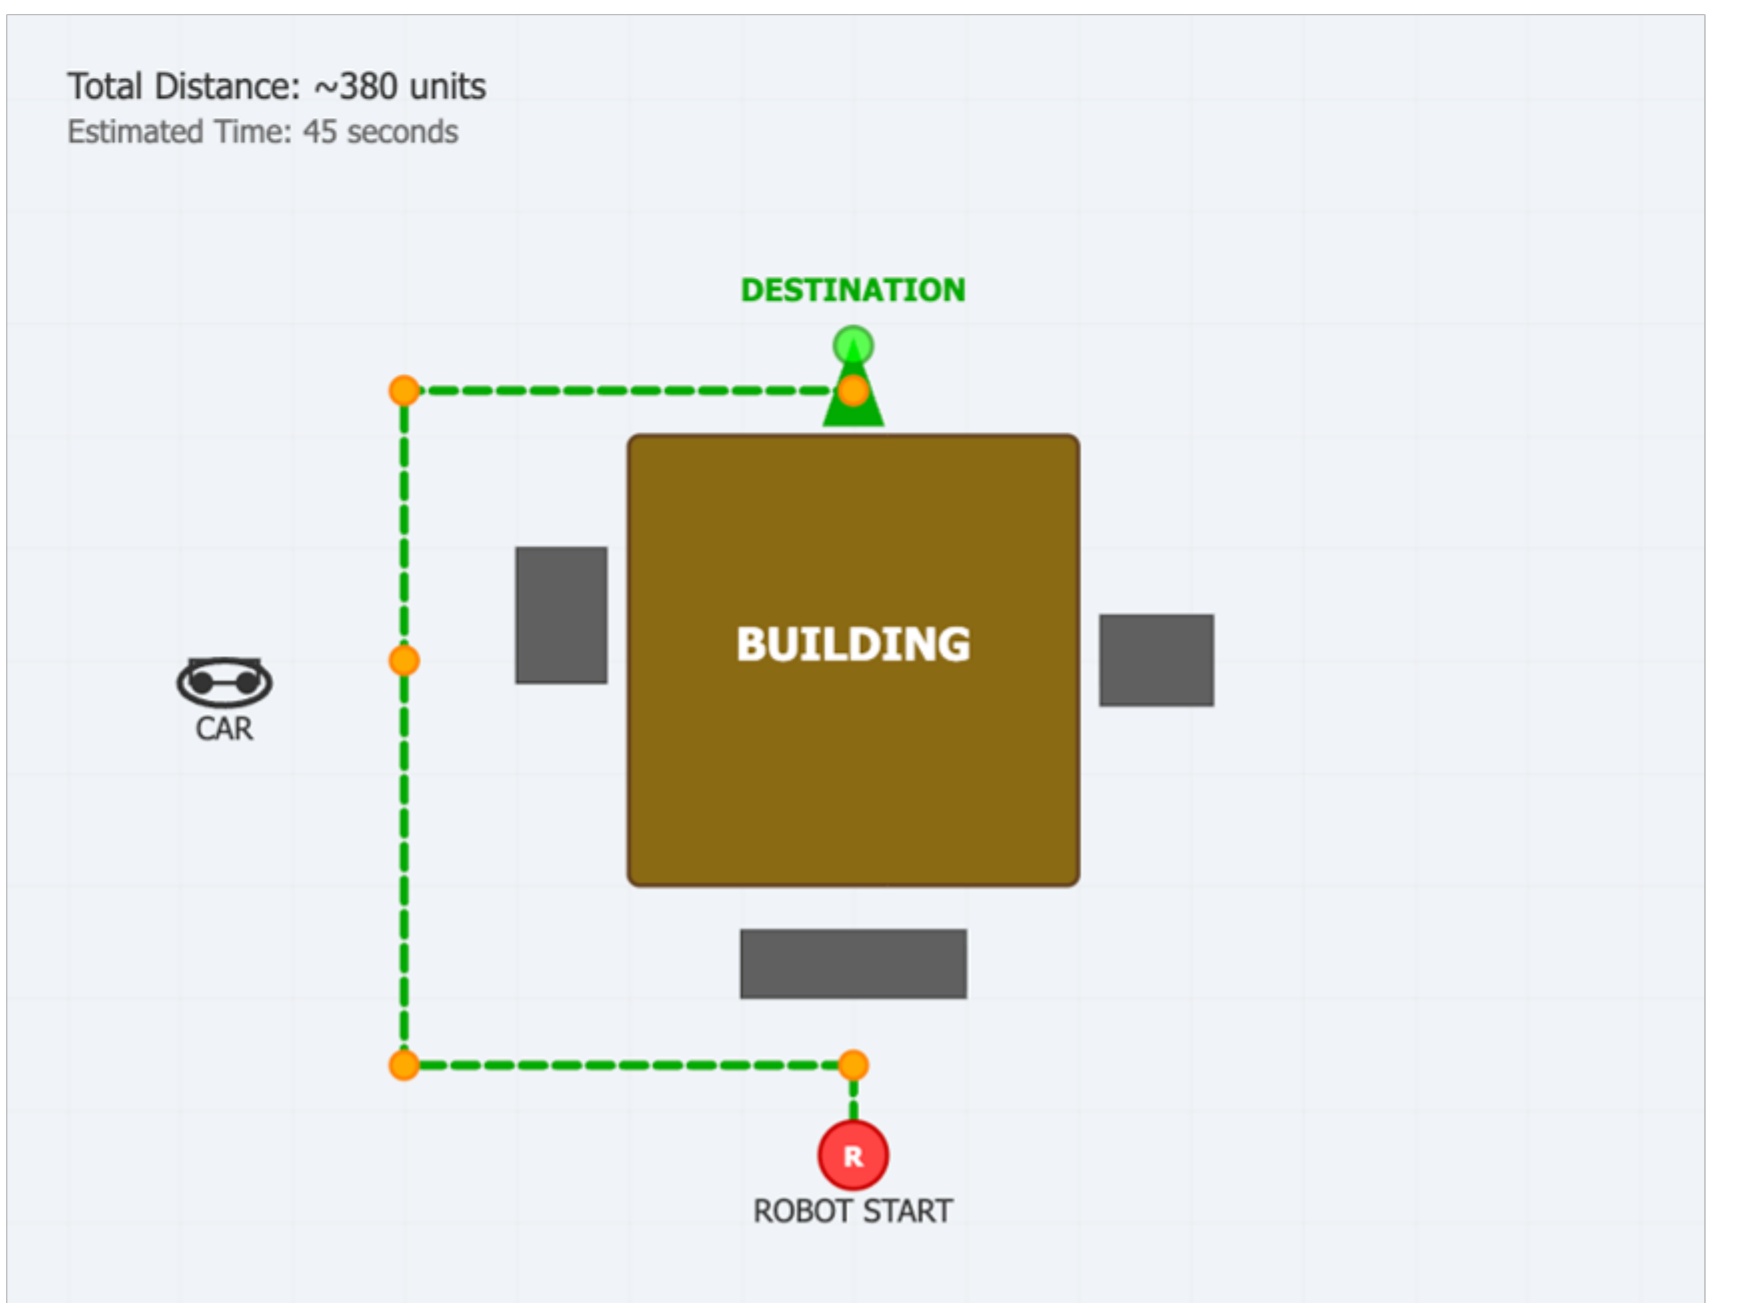 Total Distance: ~380 units
Estimated Time: 45 seconds
DESTINATION
BUILDING
CAR
R
ROBOT START